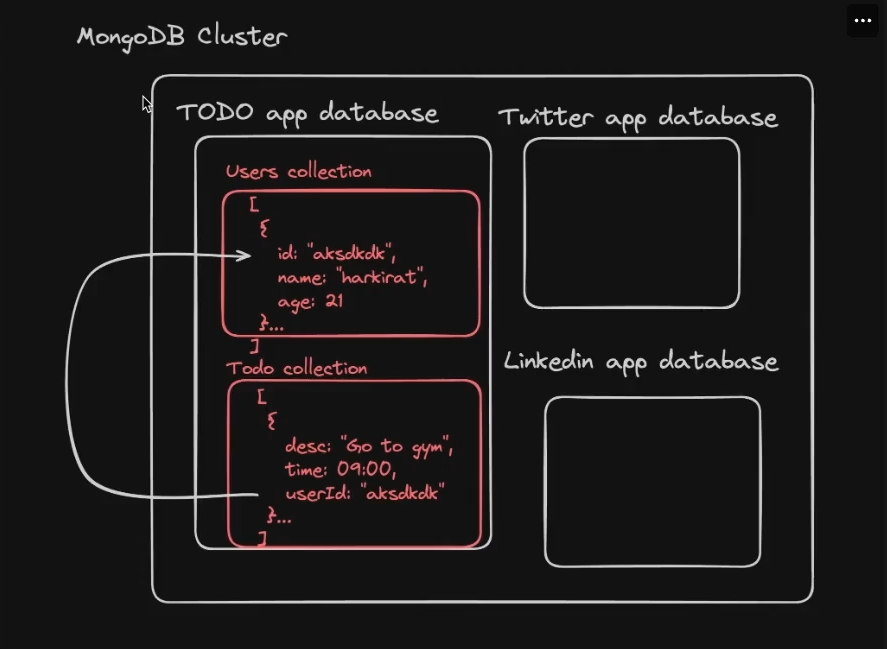 MongoDB Cluster
TODO app database
Users collection
[
{
id: "aksdkdk",
name: "harkirat",
age: 21
}...
]
Todo collection
[
{
desc: "Go to gym",
time: 09:00,
userId: "aksdkdk"
}...
]
Twitter app database
Linkedin app database